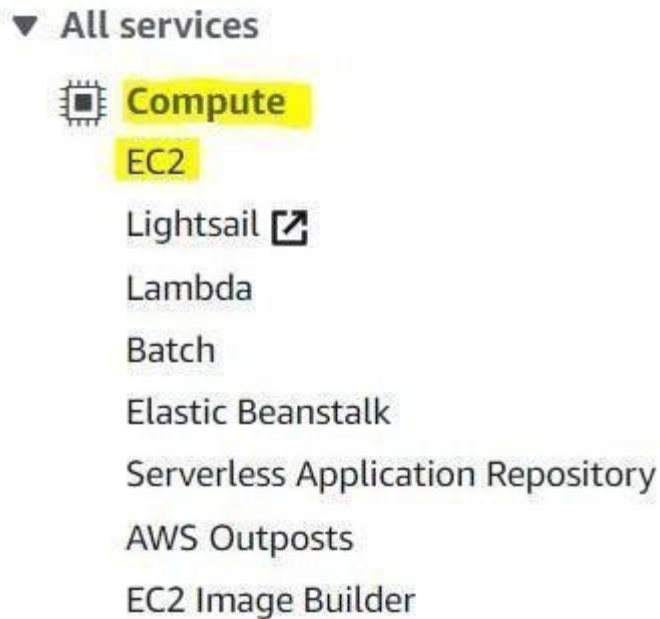 All services
Compute
EC2
Lightsail
Lambda
Batch
Elastic Beanstalk
Serverless Application Repository
AWS Outposts
EC2 Image Builder